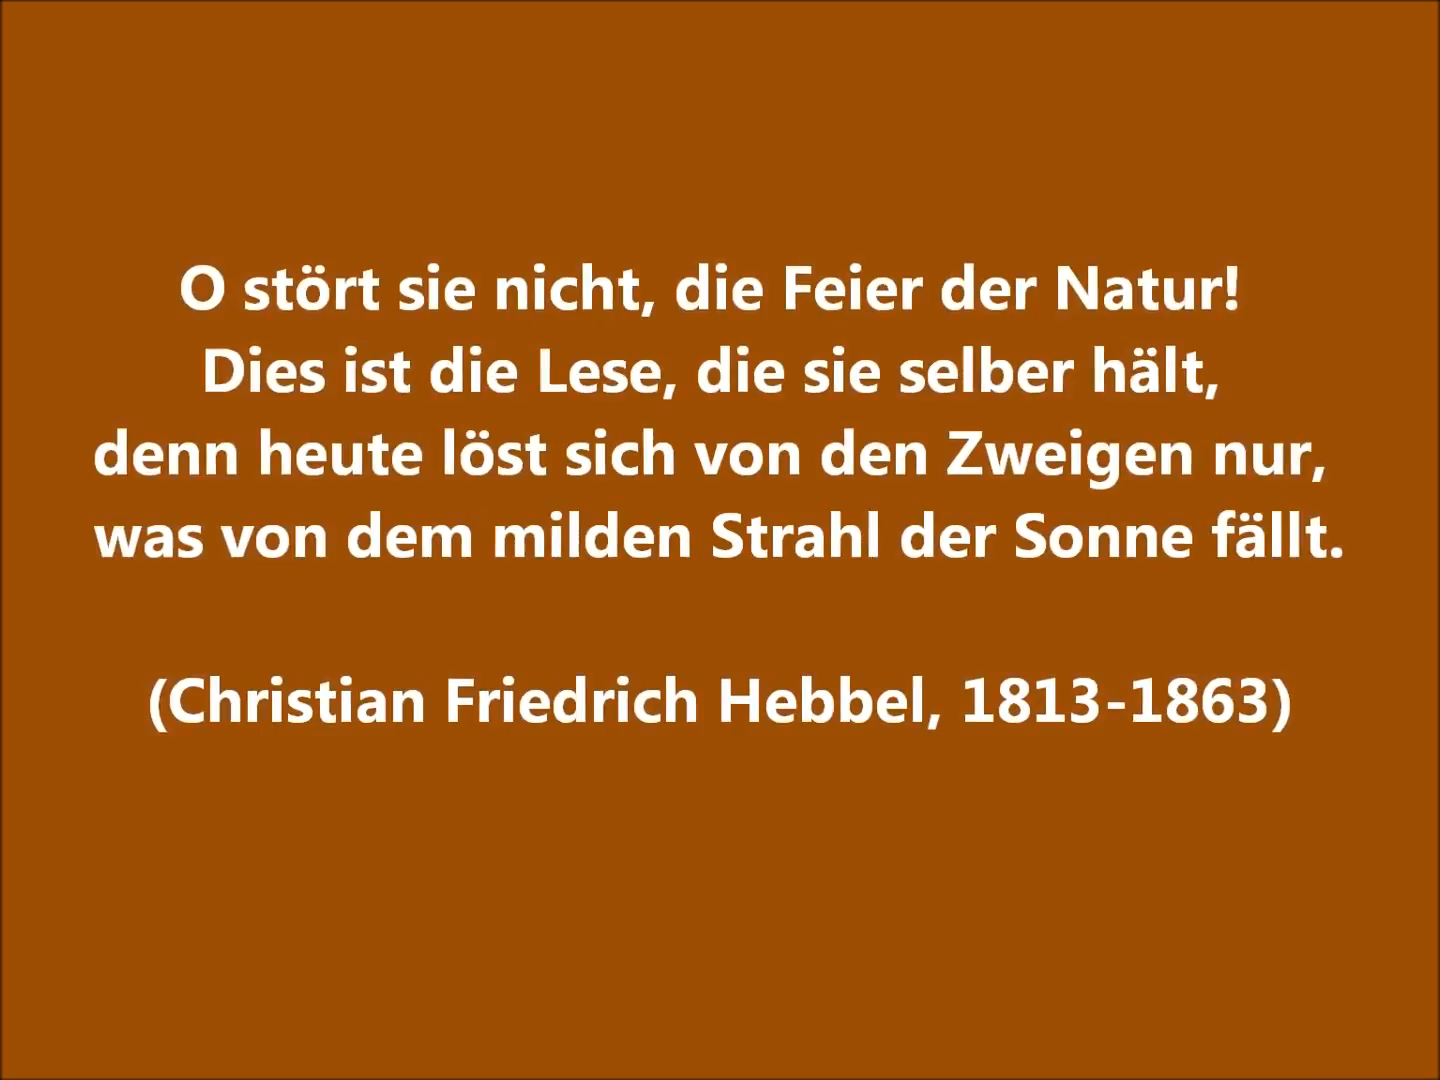 O stört sie nicht, die Feier der Natur!
Dies ist die Lese, die sie selber hält,
denn heute löst sich von den Zweigen nur,
was von dem milden Strahl der Sonne fällt.
(Christian Friedrich Hebbel, 1813-1863)